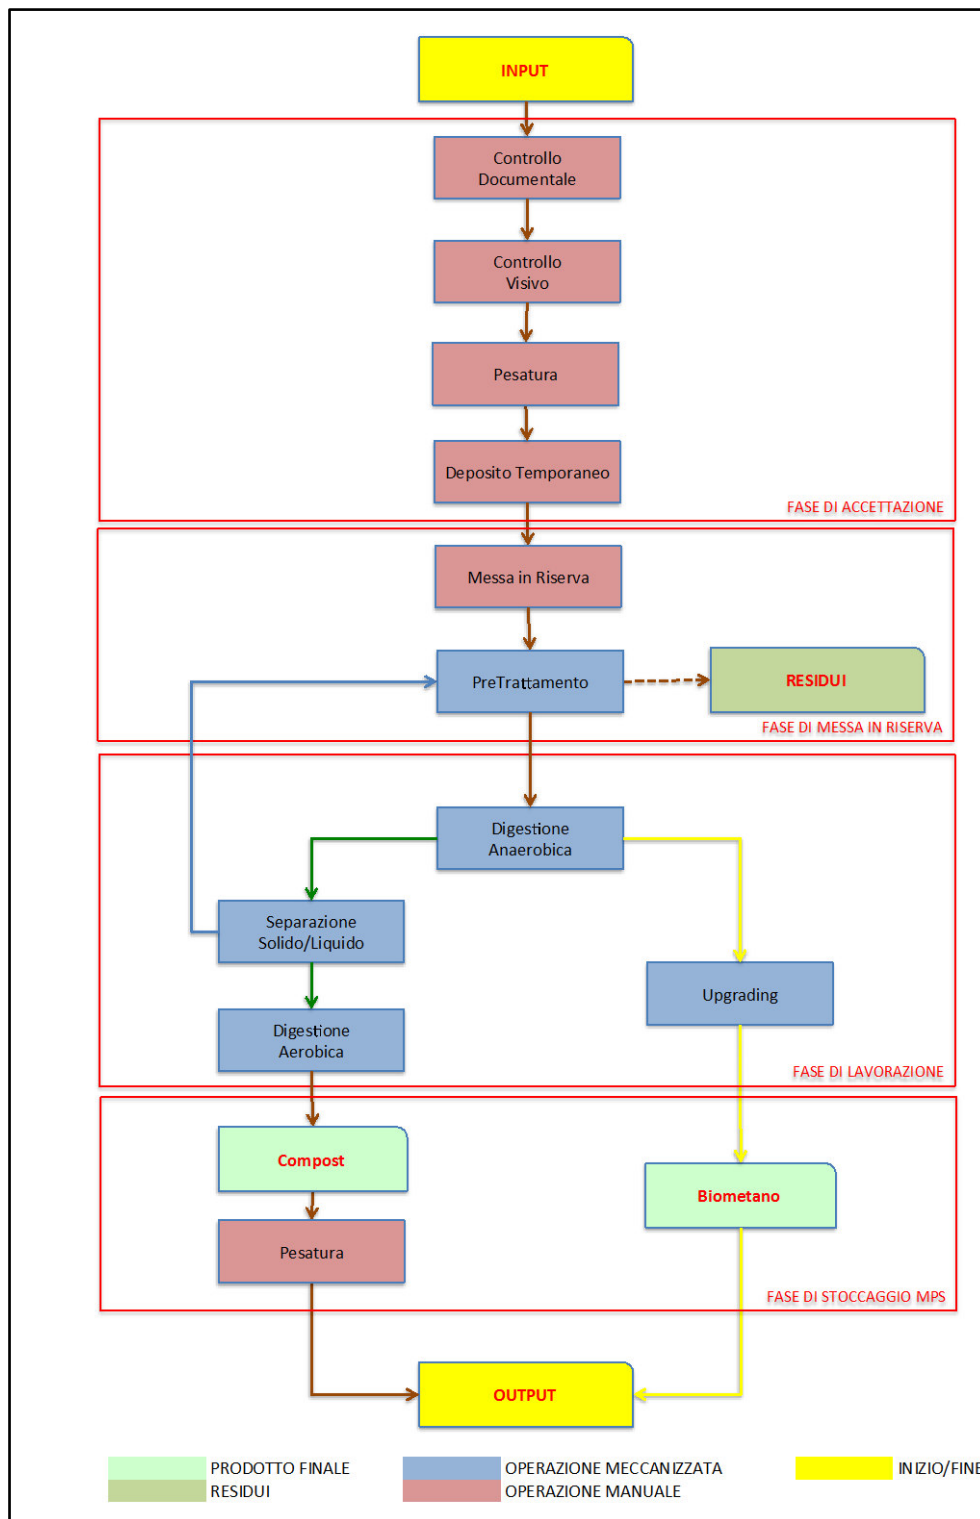 INPUT
Controllo
Documentale
Controllo
Visivo
Pesatura
Deposito Temporaneo
FASE DI ACCETTAZIONE
Messa in Riserva
PreTrattamento
RESIDUI
FASE DI MESSA IN RISERVA
Digestione
Anaerobica
Separazione
Solido/Liquido
Upgrading
Digestione
Aerobica
FASE DI LAVORAZIONE
Compost
Biometano
Pesatura
FASE DI STOCCAGGIO MPS
OUTPUT
PRODOTTO FINALE
OPERAZIONE MECCANIZZATA
INIZIO/FINE
RESIDUI
OPERAZIONE MANUALE